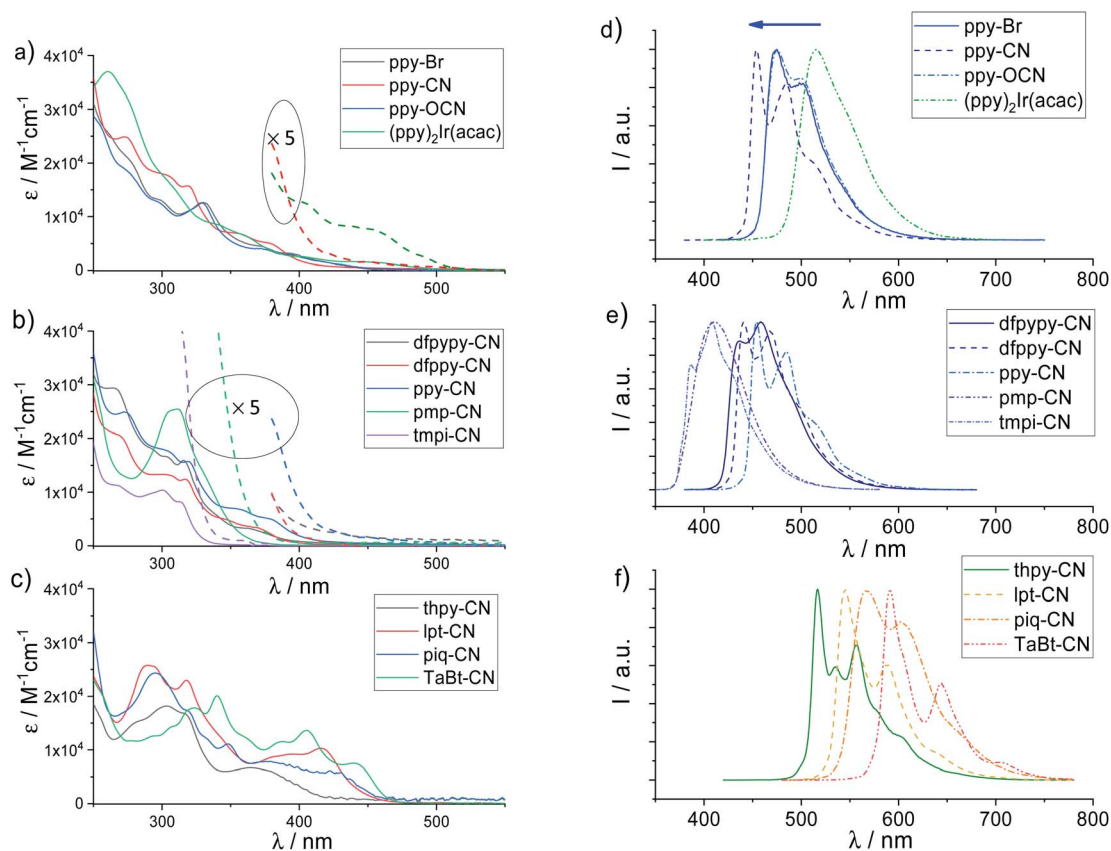 a)
ε / M⁻¹cm⁻¹
4x10⁴
3x10⁴
2x10⁴
1x10⁴
0
ppy-Br
ppy-CN
ppy-OCN
(ppy)₂Ir(acac)
× 5
300
400
500
λ / nm
b)
ε / M⁻¹cm⁻¹
4x10⁴
3x10⁴
2x10⁴
1x10⁴
0
dfpypy-CN
dfppy-CN
ppy-CN
pmp-CN
tmpi-CN
× 5
300
400
500
λ / nm
c)
ε / M⁻¹cm⁻¹
4x10⁴
3x10⁴
2x10⁴
1x10⁴
0
thpy-CN
lpt-CN
piq-CN
TaBt-CN
300
400
500
λ / nm
d)
I / a.u.
ppy-Br
ppy-CN
ppy-OCN
(ppy)₂Ir(acac)
400
500
600
700
800
λ / nm
e)
I / a.u.
dfpypy-CN
dfppy-CN
ppy-CN
pmp-CN
tmpi-CN
400
500
600
700
800
λ / nm
f)
I / a.u.
thpy-CN
lpt-CN
piq-CN
TaBt-CN
400
500
600
700
800
λ / nm